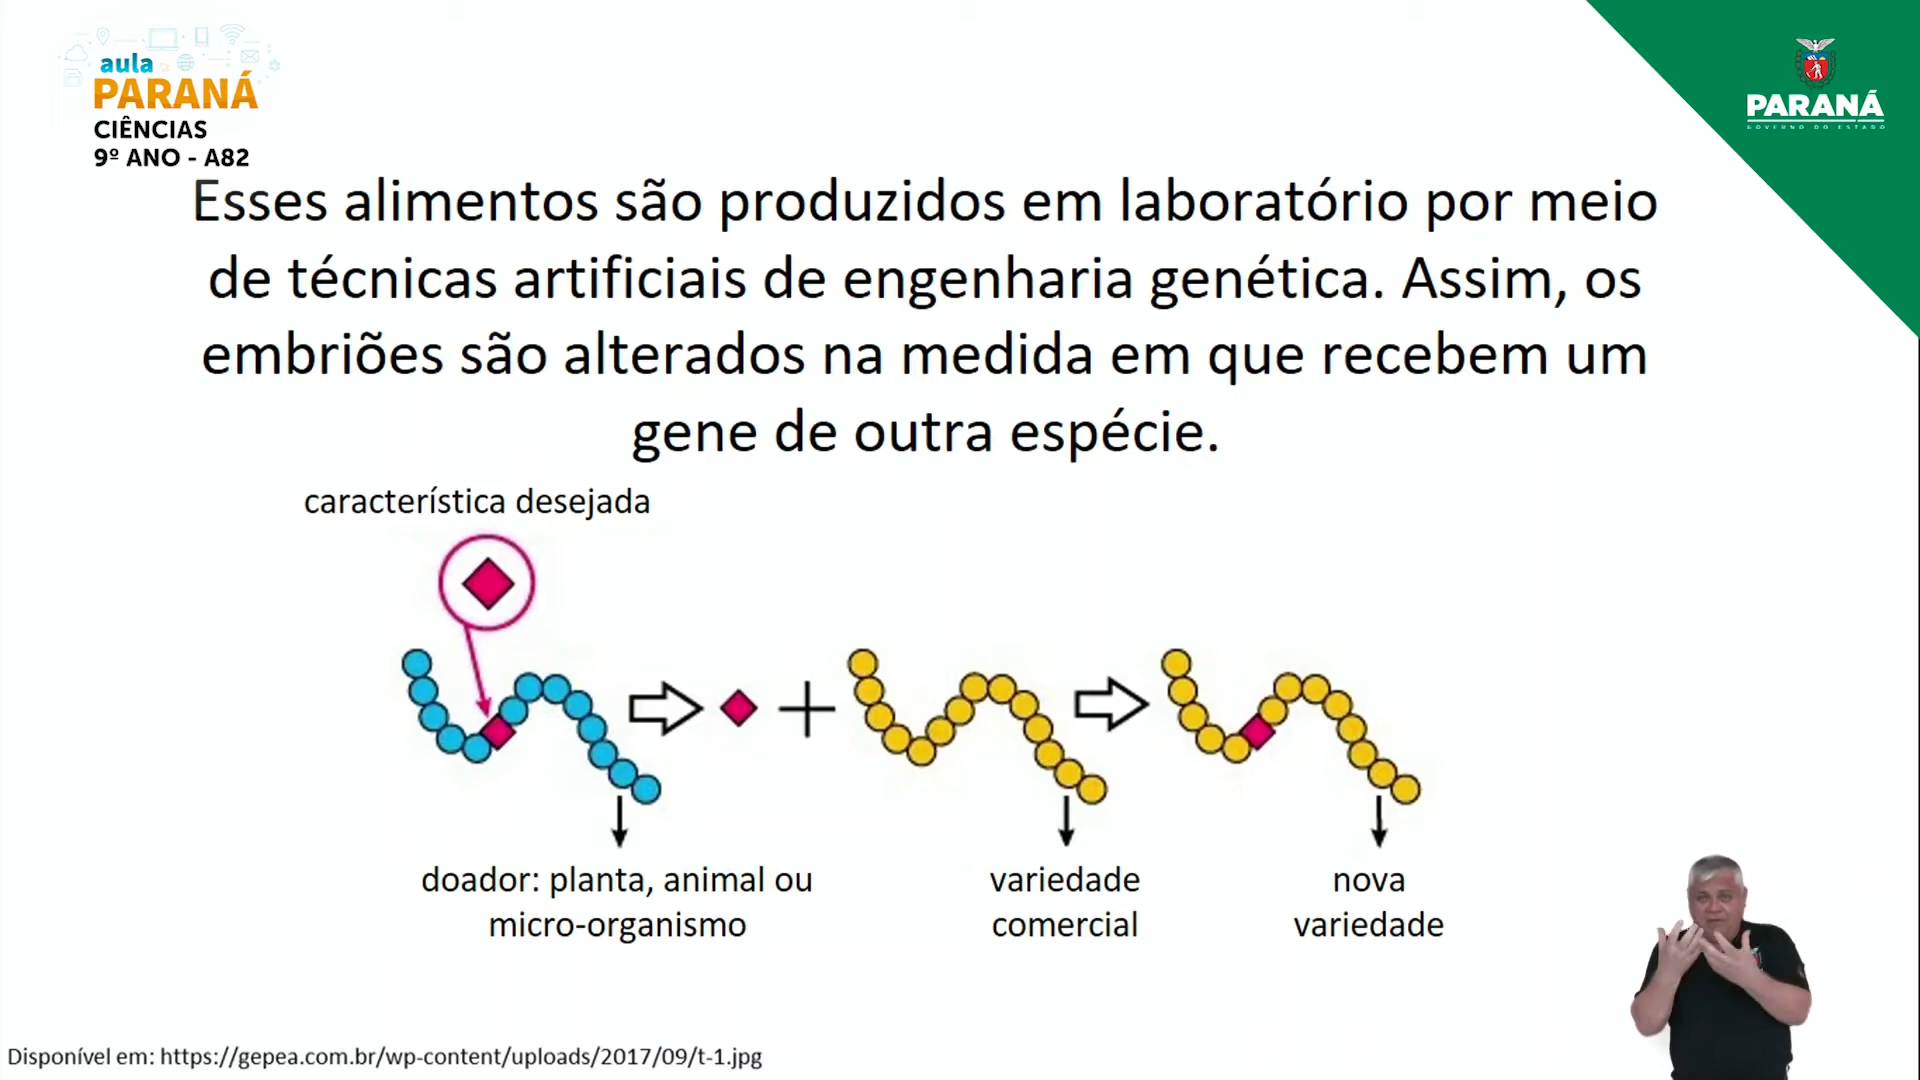 aula
PARANÁ
CIÊNCIAS
9º ANO - A82
PARANÁ
GOVERNO DO ESTADO
Esses alimentos são produzidos em laboratório por meio
de técnicas artificiais de engenharia genética. Assim, os
embriões são alterados na medida em que recebem um
gene de outra espécie.
característica desejada
doador: planta, animal ou
micro-organismo
variedade
comercial
nova
variedade
Disponível em: https://gepea.com.br/wp-content/uploads/2017/09/t-1.jpg